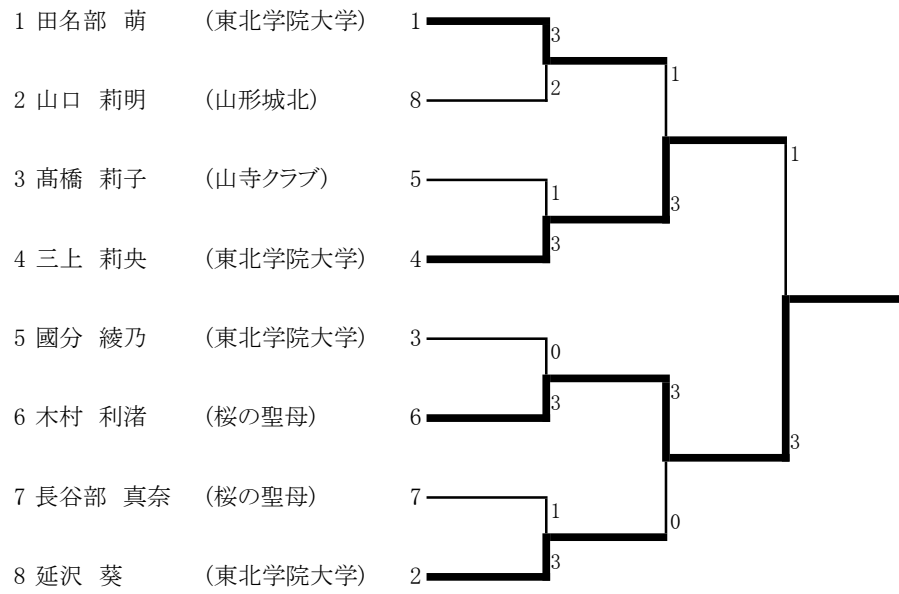 1 田名部 萌 (東北学院大学) 1
3
1
2
2 山口 莉明 (山形城北) 8
1
3 髙橋 莉子 (山寺クラブ) 5
1
3
3
4 三上 莉央 (東北学院大学) 4
5 國分 綾乃 (東北学院大学) 3
0
3
3
6 木村 利渚 (桜の聖母) 6
3
7 長谷部 真奈 (桜の聖母) 7
1
0
3
8 延沢 葵 (東北学院大学) 2